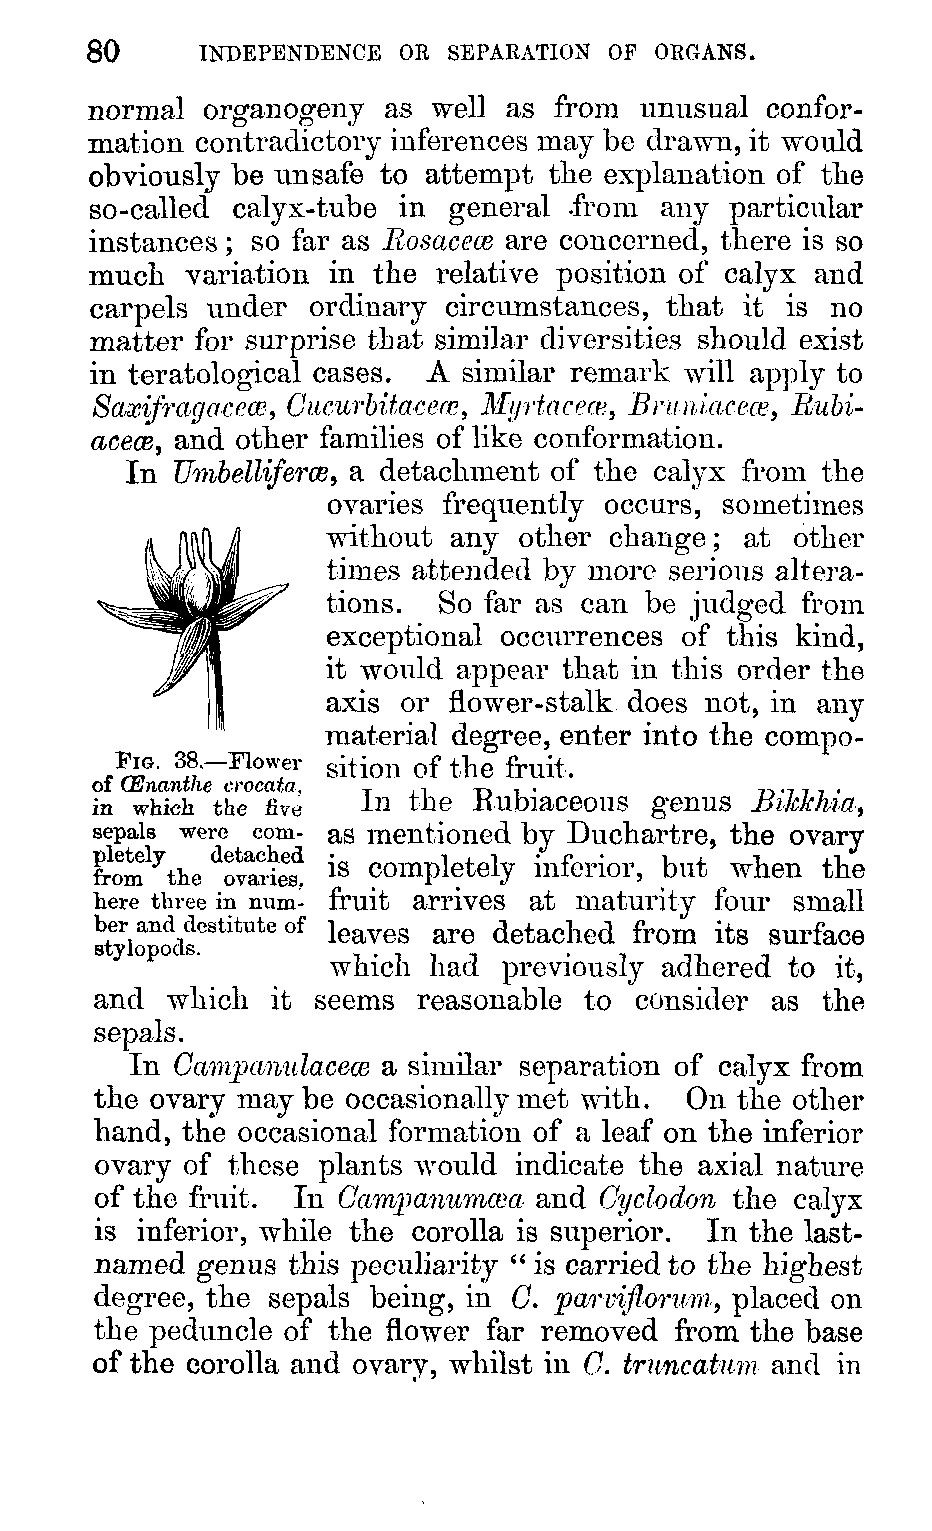 80 INDEPENDENCE OR SEPARATION OF ORGANS.
normal organogeny as well as from unusual confor-
mation contradictory inferences may be drawn, it would
obviously be unsafe to attempt the explanation of the
so-called calyx-tube in general from any particular
instances; so far as Rosaceæ are concerned, there is so
much variation in the relative position of calyx and
carpels under ordinary circumstances, that it is no
matter for surprise that similar diversities should exist
in teratological cases. A similar remark will apply to
Saxifragaceæ, Cucurbitaceæ, Myrtaceæ, Bruniaceæ, Rubi-
aceæ, and other families of like conformation.
In Umbelliferæ, a detachment of the calyx from the
ovaries frequently occurs, sometimes
without any other change; at other
times attended by more serious altera-
tions. So far as can be judged from
exceptional occurrences of this kind,
it would appear that in this order the
axis or flower-stalk does not, in any
material degree, enter into the compo-
sition of the fruit.
FIG. 38.—Flower
of Œnanthe crocata,
in which the five
sepals were com-
pletely detached
from the ovaries,
here three in num-
ber and destitute of
stylopods.
In the Rubiaceous genus Bikkhia,
as mentioned by Duchartre, the ovary
is completely inferior, but when the
fruit arrives at maturity four small
leaves are detached from its surface
which had previously adhered to it,
and which it seems reasonable to consider as the
sepals.
In Campanulaceæ a similar separation of calyx from
the ovary may be occasionally met with. On the other
hand, the occasional formation of a leaf on the inferior
ovary of these plants would indicate the axial nature
of the fruit. In Campanumæa and Cyclodon the calyx
is inferior, while the corolla is superior. In the last-
named genus this peculiarity "is carried to the highest
degree, the sepals being, in C. parviflorum, placed on
the peduncle of the flower far removed from the base
of the corolla and ovary, whilst in C. truncatum and in